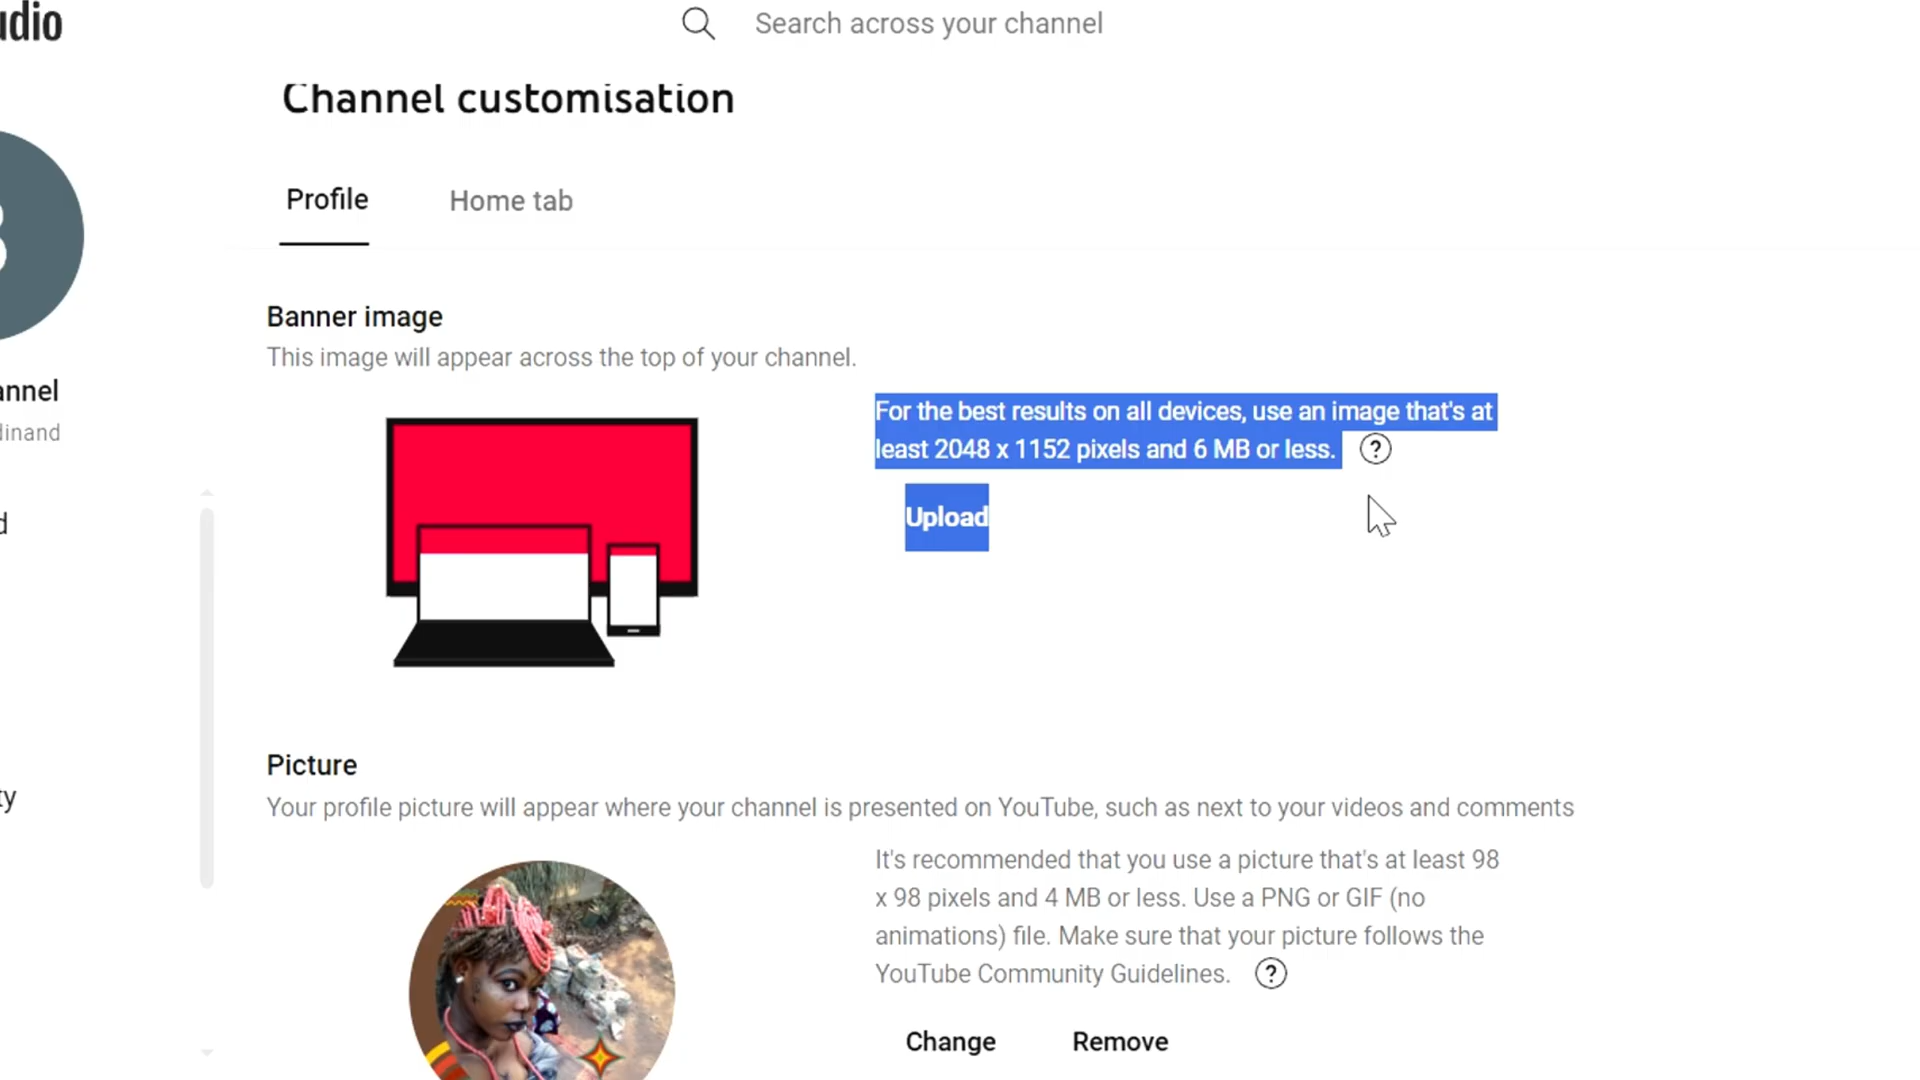 udio
Search across your channel
Channel customisation
Profile
Home tab
Banner image
This image will appear across the top of your channel.
annel
linand
For the best results on all devices, use an image that's at
least 2048 x 1152 pixels and 6 MB or less.
?
Upload
d
Picture
ty
Your profile picture will appear where your channel is presented on YouTube, such as next to your videos and comments
It's recommended that you use a picture that's at least 98
x 98 pixels and 4 MB or less. Use a PNG or GIF (no
animations) file. Make sure that your picture follows the
YouTube Community Guidelines.
?
Change
Remove